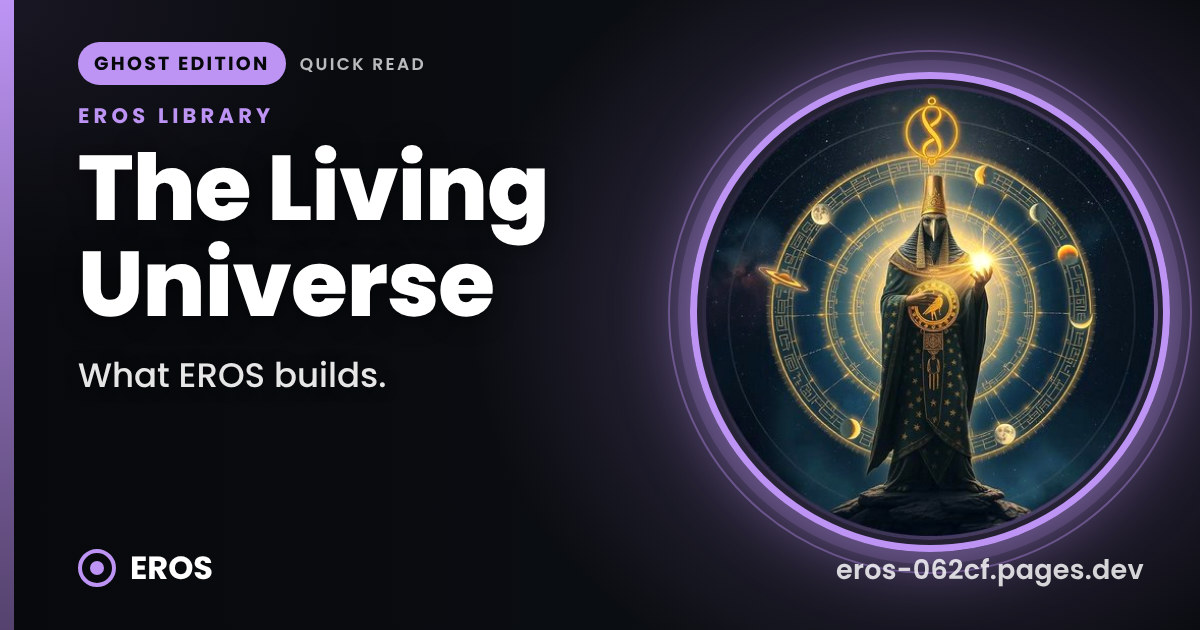 GHOST EDITION QUICK READ
EROS LIBRARY
The Living
Universe
What EROS builds.
EROS
eros-062cf.pages.dev